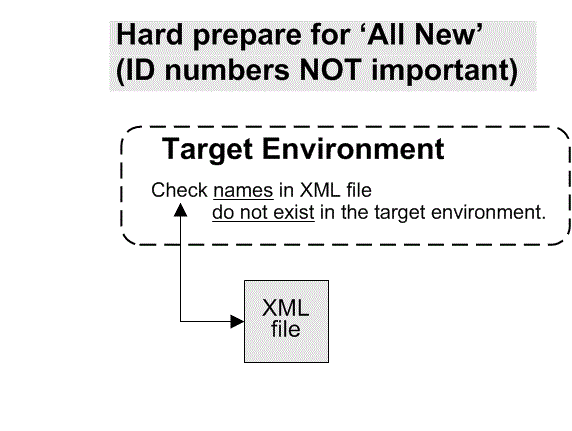 Hard prepare for ‘All New’
(ID numbers NOT important)
Target Environment
Check names in XML file
do not exist in the target environment.
XML
file